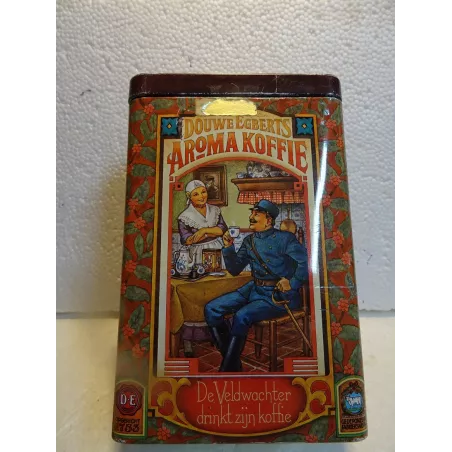 DOUWE EGBERTS
AROMA KOFFIE
De Veldwachter
drinkt zijn koffie
D·E